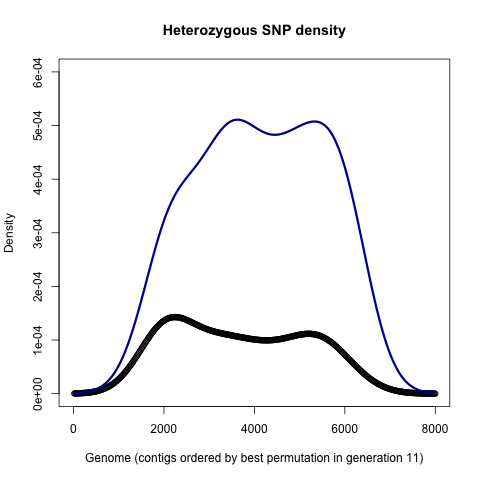 Heterozygous SNP density
Density
6e-04
5e-04
4e-04
3e-04
2e-04
1e-04
0e+00
0 2000 4000 6000 8000
Genome (contigs ordered by best permutation in generation 11)